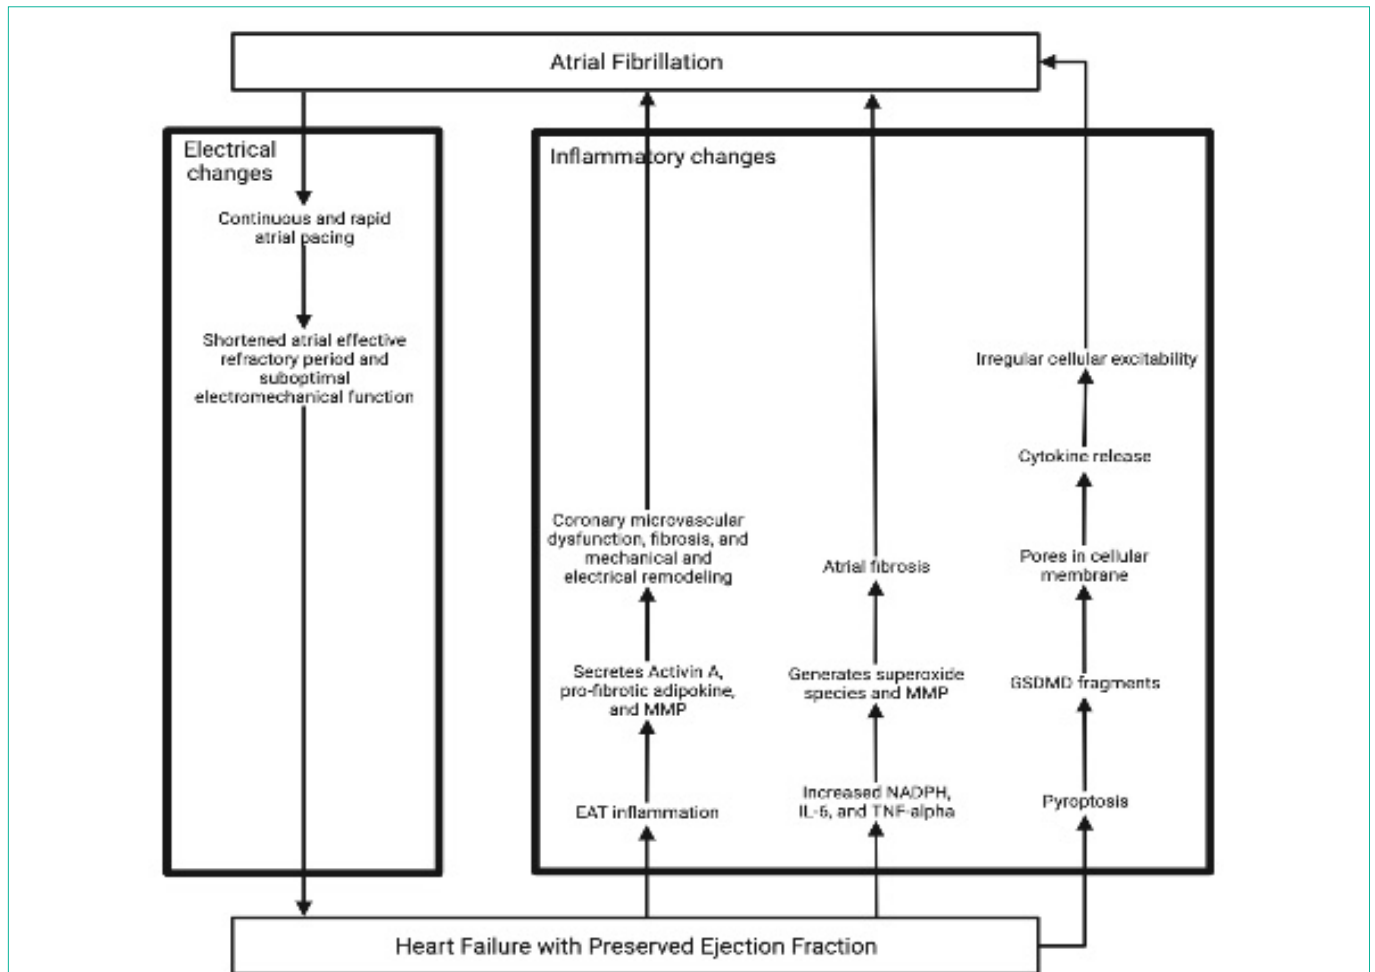 Atrial Fibrillation
Electrical
changes
Continuous and rapid
atrial pacing
Shortened atrial effective
refractory period and
suboptimal
electromechanical function
Inflammatory changes
Coronary microvascular
dysfunction, fibrosis, and
mechanical and
electrical remodeling
Secretes Activin A,
pro-fibrotic adipokine,
and MMP
EAT inflammation
Atrial fibrosis
Generates superoxide
species and MMP
Increased NADPH,
and TNF-alpha
Irregular cellular excitability
Cytokine release
Pores in cellular
membrane
GSDMD fragments
Pyroptosis
Heart Failure with Preserved Ejection Fraction